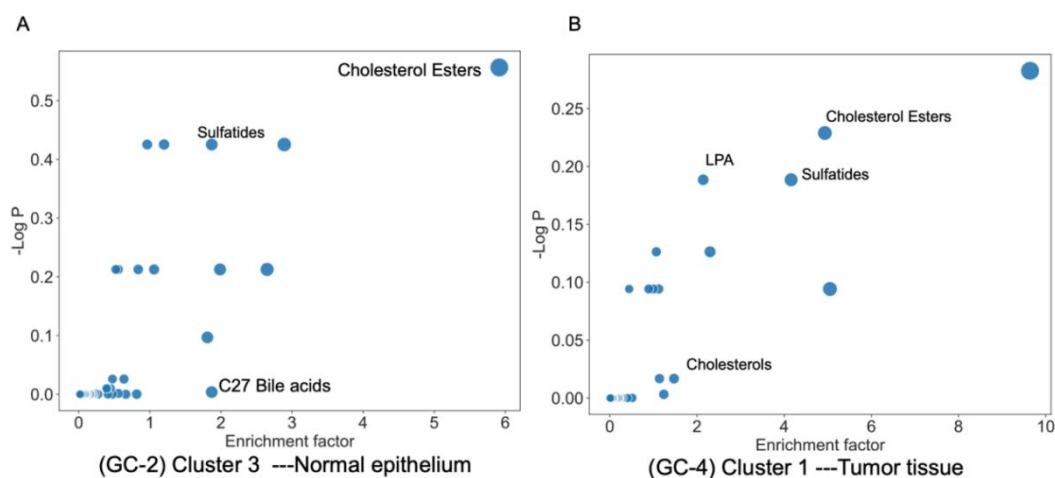 A
B
Cholesterol Esters
Sulfatides
C27 Bile acids
-Log P
0.5
0.4
0.3
0.2
0.1
0.0
0 1 2 3 4 5 6
Enrichment factor
(GC-2) Cluster 3 ---Normal epithelium
Cholesterol Esters
LPA
Sulfatides
Cholesterols
-Log P
0.25
0.20
0.15
0.10
0.05
0.00
0 2 4 6 8 10
Enrichment factor
(GC-4) Cluster 1 ---Tumor tissue